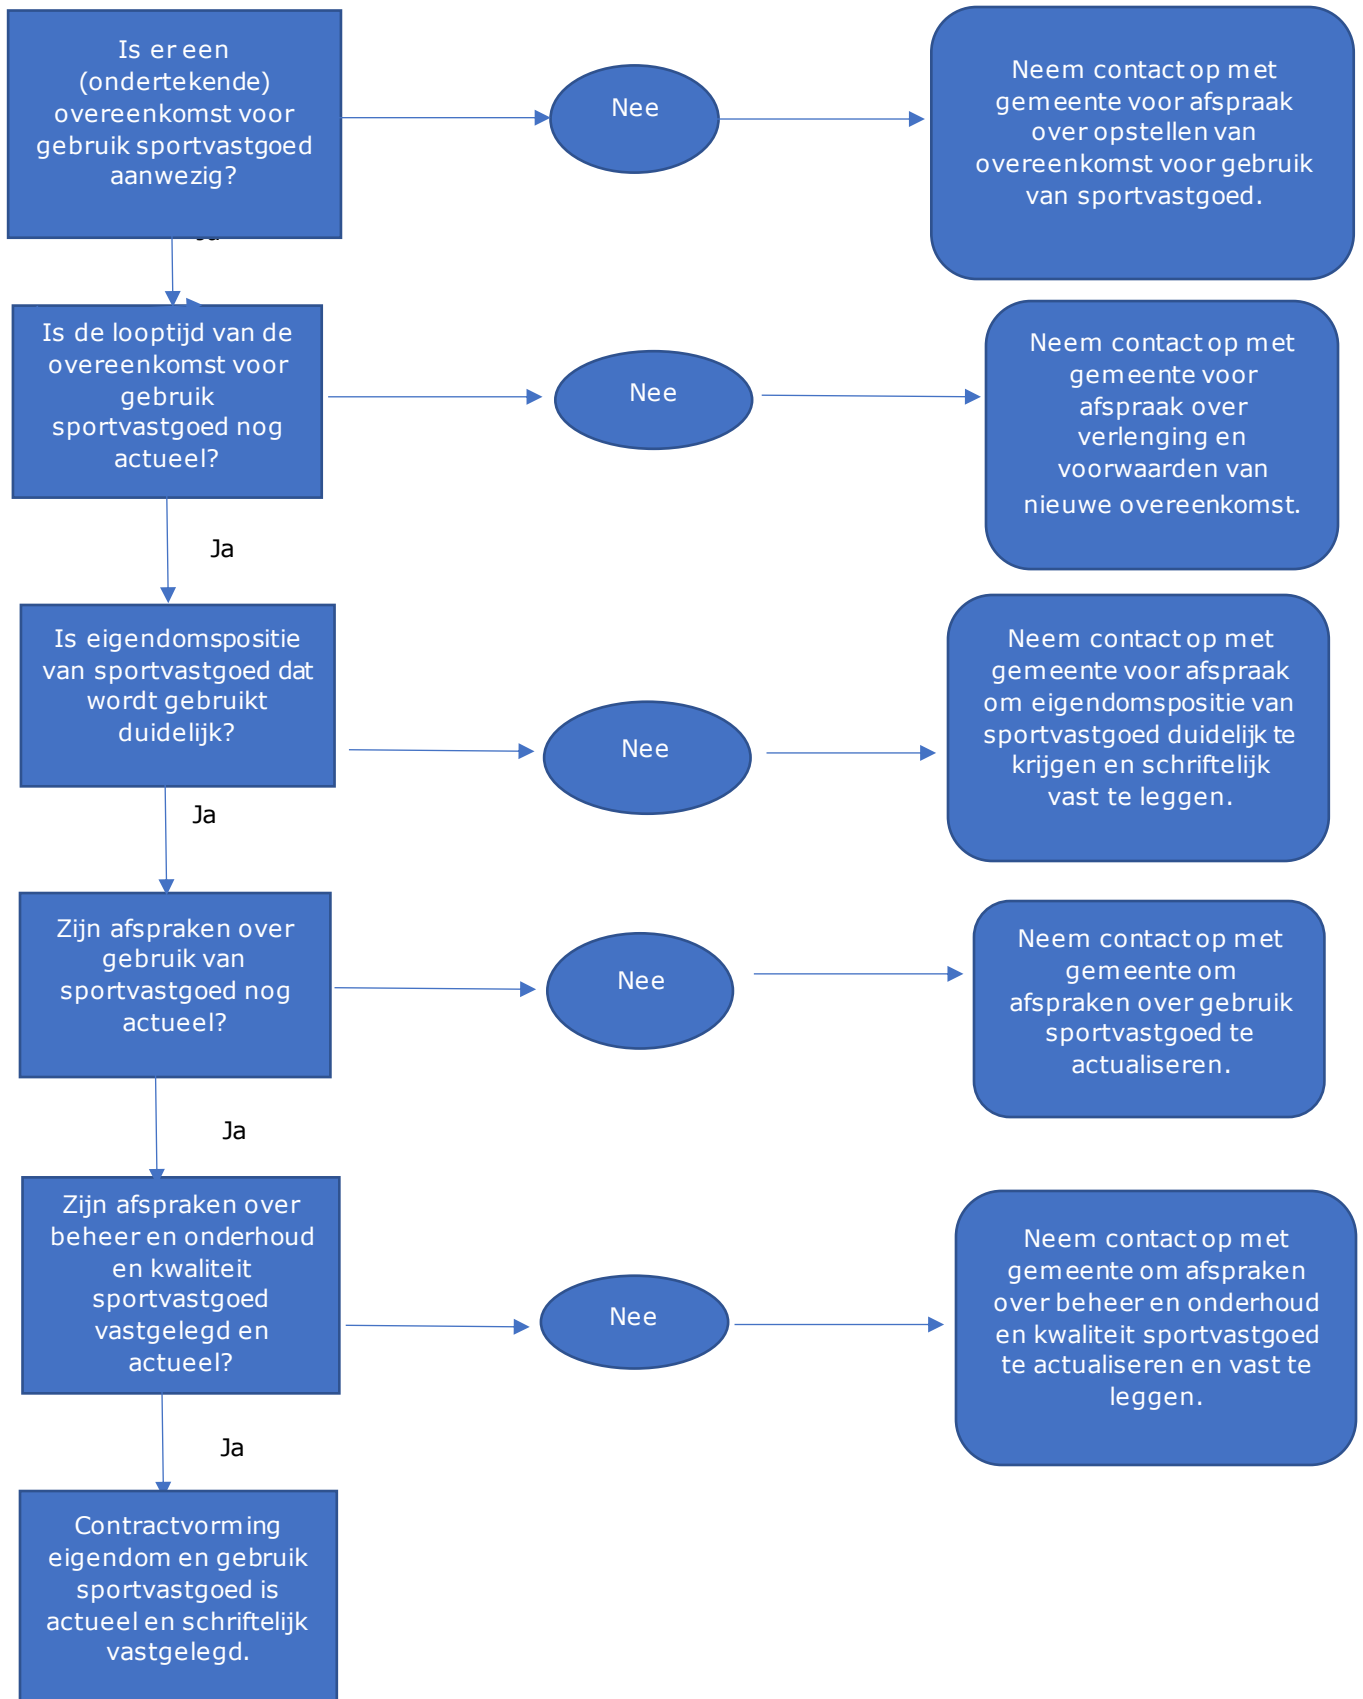 Is er een
(ondertekende)
overeenkomst voor
gebruik sportvastgoed
aanwezig?
Nee
Neem contact op met
gemeente voor afspraak
over opstellen van
overeenkomst voor gebruik
van sportvastgoed.
Is de looptijd van de
overeenkomst voor
gebruik
sportvastgoed nog
actueel?
Nee
Neem contact op met
gemeente voor
afspraak over
verlenging en
voorwaarden van
nieuwe overeenkomst.
Ja
Is eigendomspositie
van sportvastgoed dat
wordt gebruikt
duidelijk?
Nee
Neem contact op met
gemeente voor afspraak
om eigendomspositie van
sportvastgoed duidelijk te
krijgen en schriftelijk
vast te leggen.
Ja
Zijn afspraken over
gebruik van
sportvastgoed nog
actueel?
Nee
Neem contact op met
gemeente om
afspraken over gebruik
sportvastgoed te
actualiseren.
Ja
Zijn afspraken over
beheer en onderhoud
en kwaliteit
sportvastgoed
vastgelegd en
actueel?
Nee
Neem contact op met
gemeente om afspraken
over beheer en onderhoud
en kwaliteit sportvastgoed
te actualiseren en vast te
leggen.
Ja
Contractvorming
eigendom en gebruik
sportvastgoed is
actueel en schriftelijk
vastgelegd.